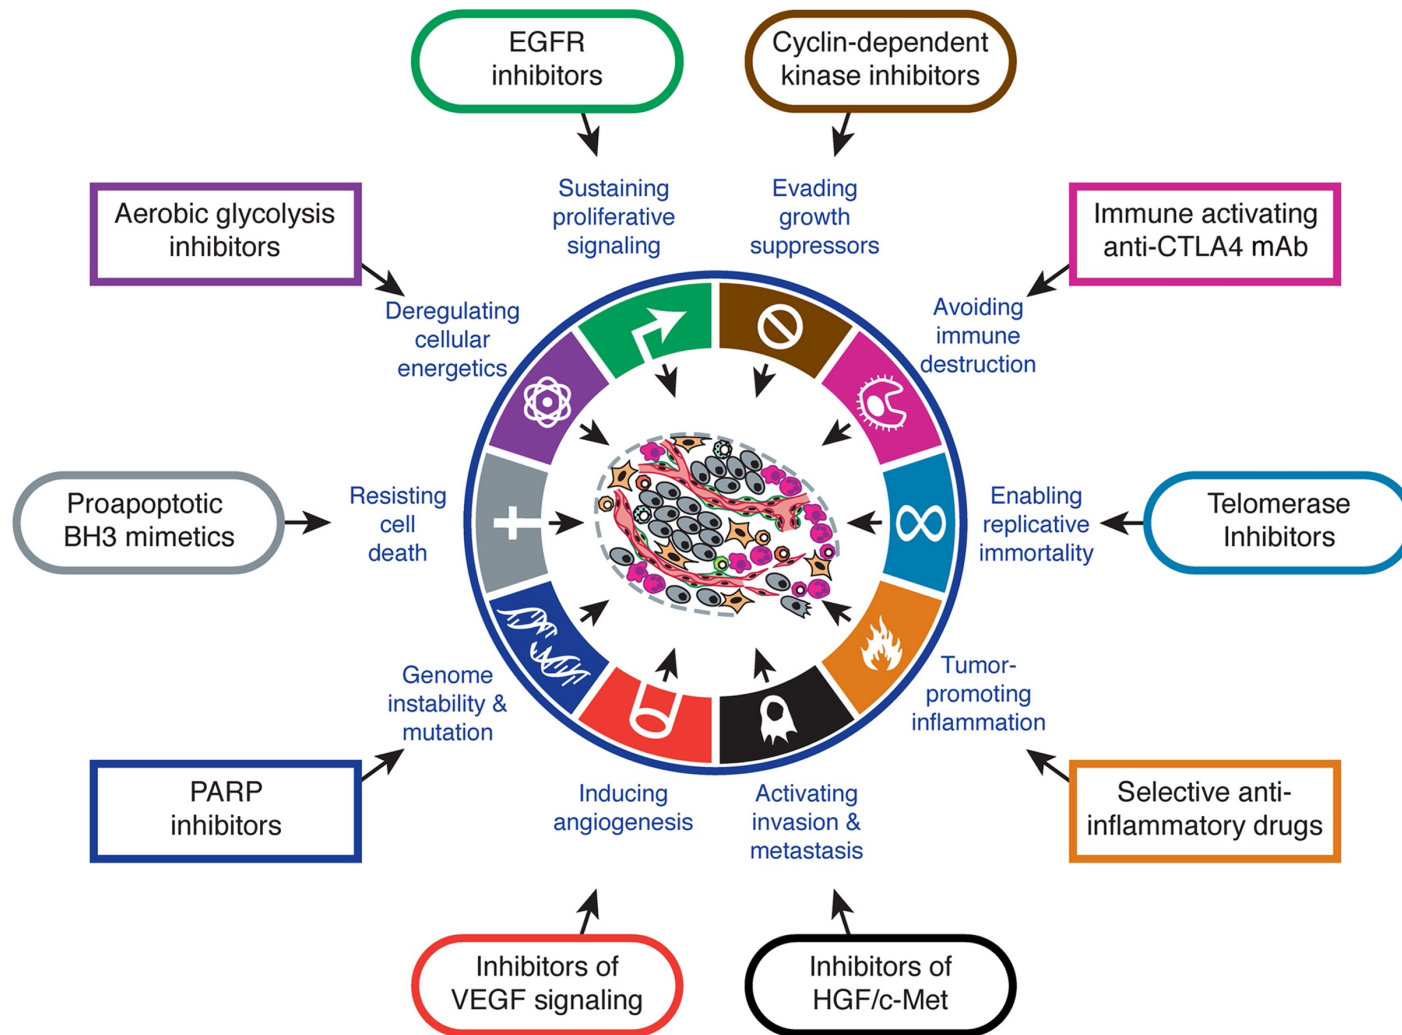 EGFR
inhibitors
Cyclin-dependent
kinase inhibitors
Aerobic glycolysis
inhibitors
Sustaining
proliferative
signaling
Evading
growth
suppressors
Immune activating
anti-CTLA4 mAb
Deregulating
cellular
energetics
Avoiding
immune
destruction
Proapoptotic
BH3 mimetics
Resisting
cell
death
Enabling
replicative
immortality
Telomerase
Inhibitors
Genome
instability &
mutation
Tumor-
promoting
inflammation
PARP
inhibitors
Inducing
angiogenesis
Activating
invasion &
metastasis
Selective anti-
inflammatory drugs
Inhibitors of
VEGF signaling
Inhibitors of
HGF/c-Met